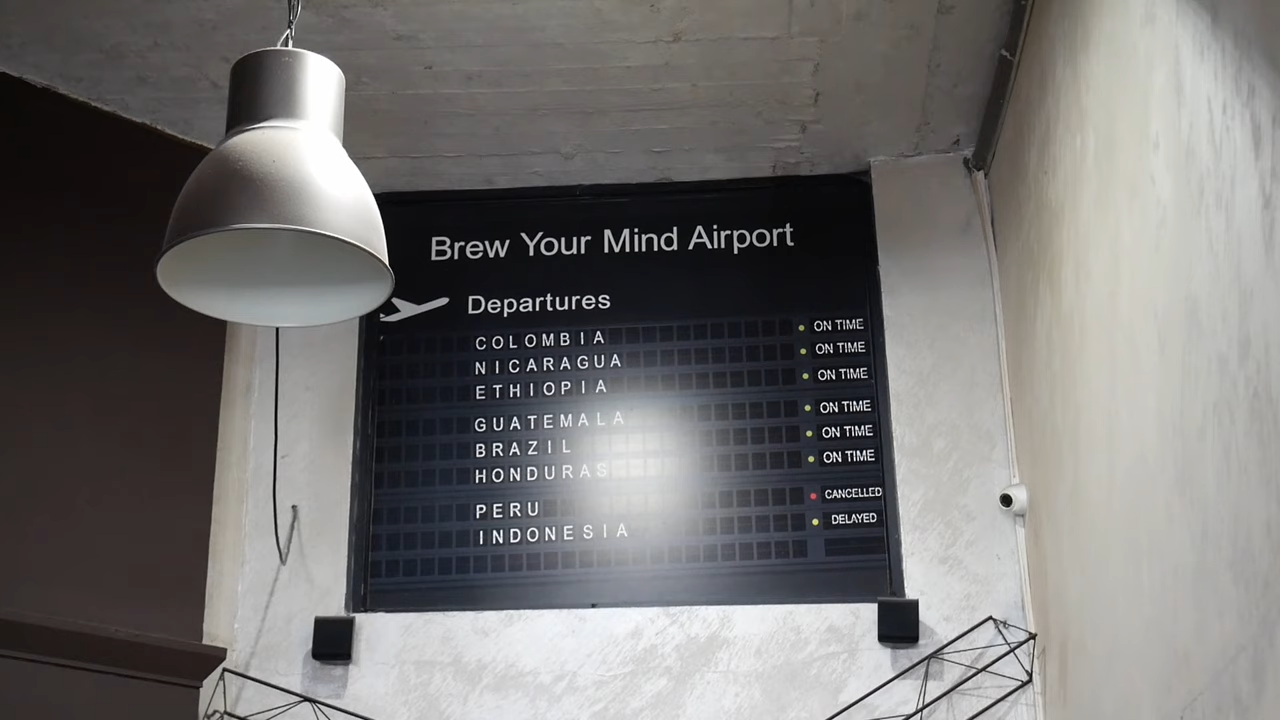 Brew Your Mind Airport
Departures
COLOMBIA ON TIME
NICARAGUA ON TIME
ETHIOPIA ON TIME
GUATEMALA ON TIME
BRAZIL ON TIME
HONDURAS ON TIME
PERU CANCELLED
INDONESIA DELAYED